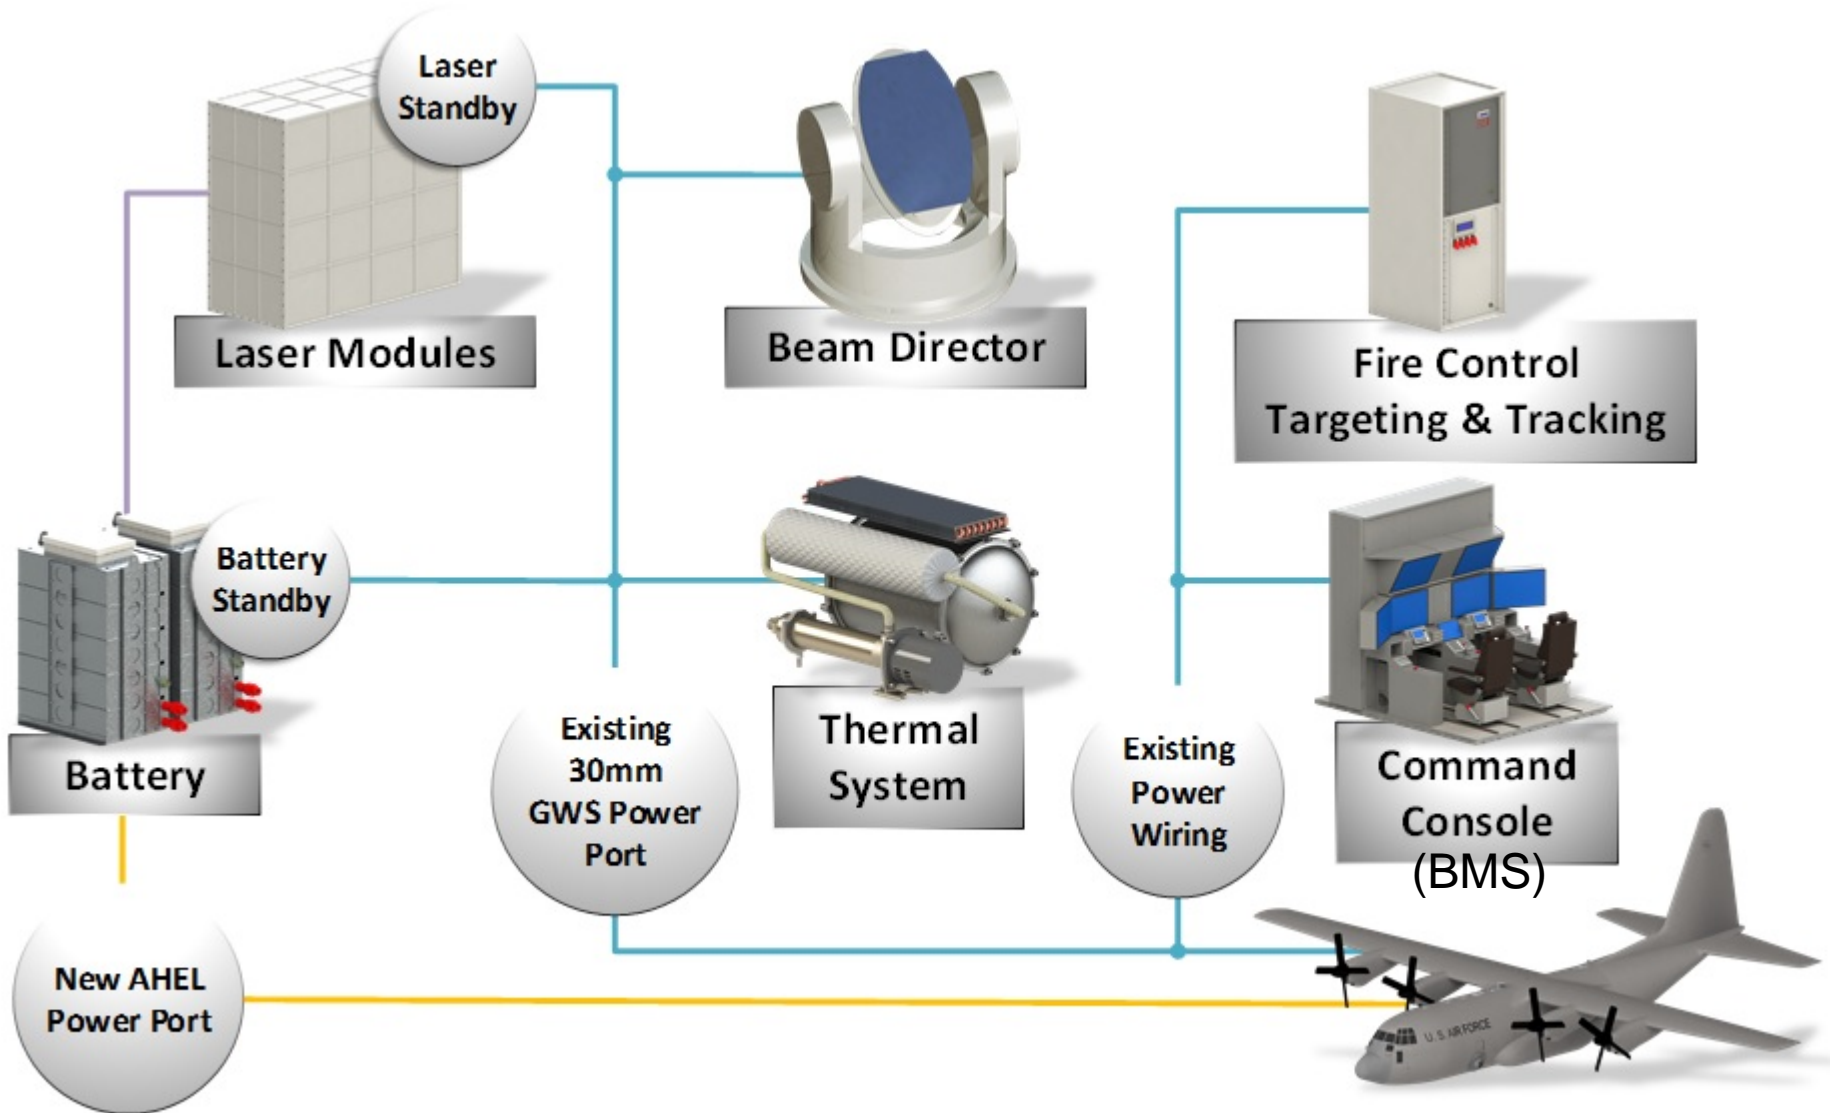 Laser
Standby
Laser Modules
Beam Director
Fire Control
Targeting & Tracking
Battery
Standby
Battery
Existing
30mm
GWS Power
Port
Thermal
System
Existing
Power
Wiring
Command
Console
(BMS)
New AHEL
Power Port
U.S. AIR FORCE